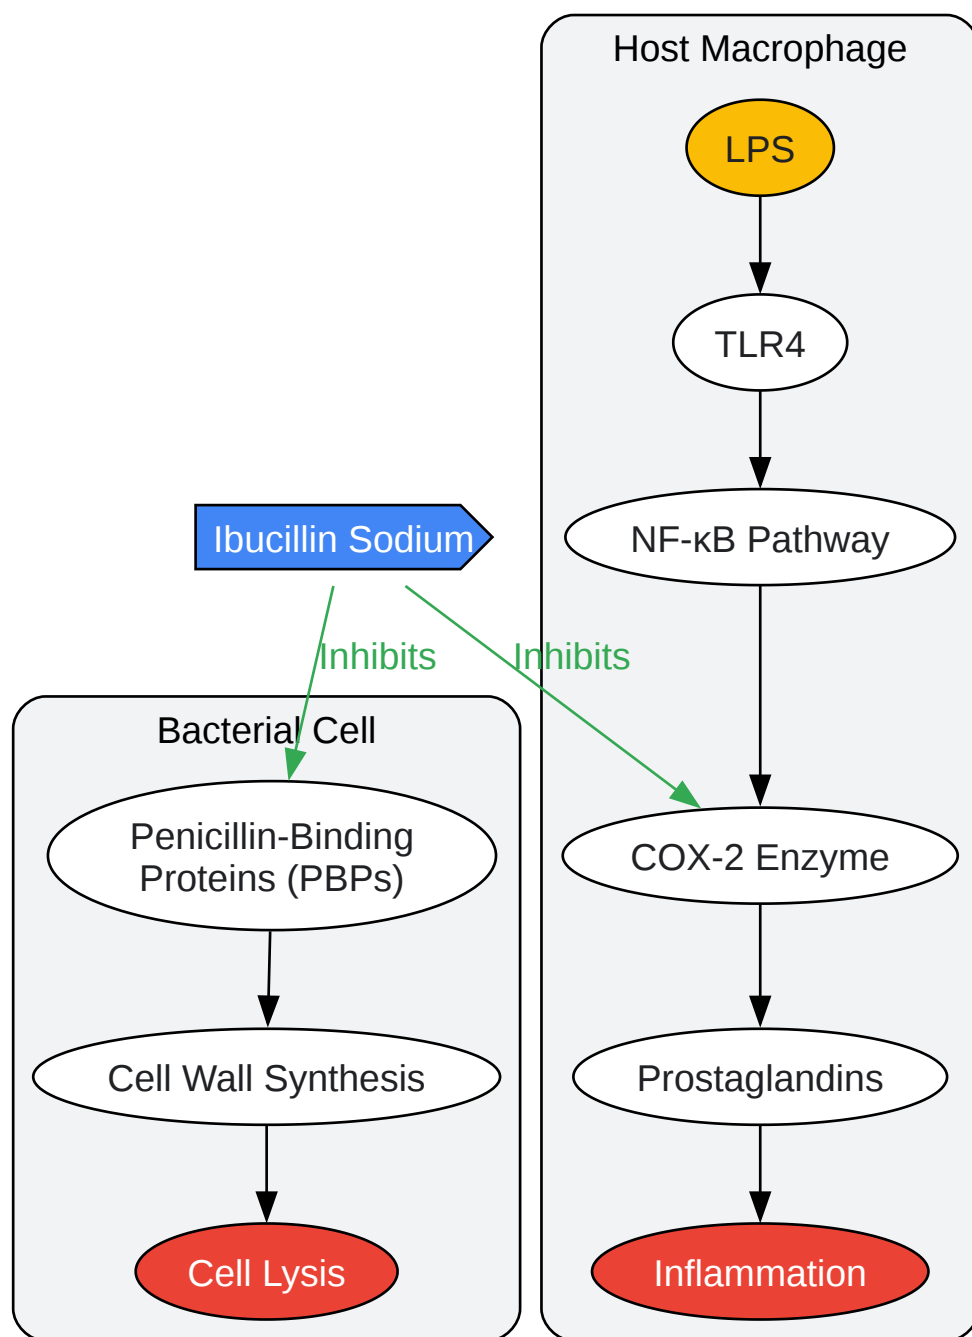 Host Macrophage
LPS
TLR4
Ibucillin Sodium
NF-κB Pathway
Inhibits
Inhibits
Bacterial Cell
Penicillin-Binding
Proteins (PBPs)
COX-2 Enzyme
Cell Wall Synthesis
Prostaglandins
Cell Lysis
Inflammation